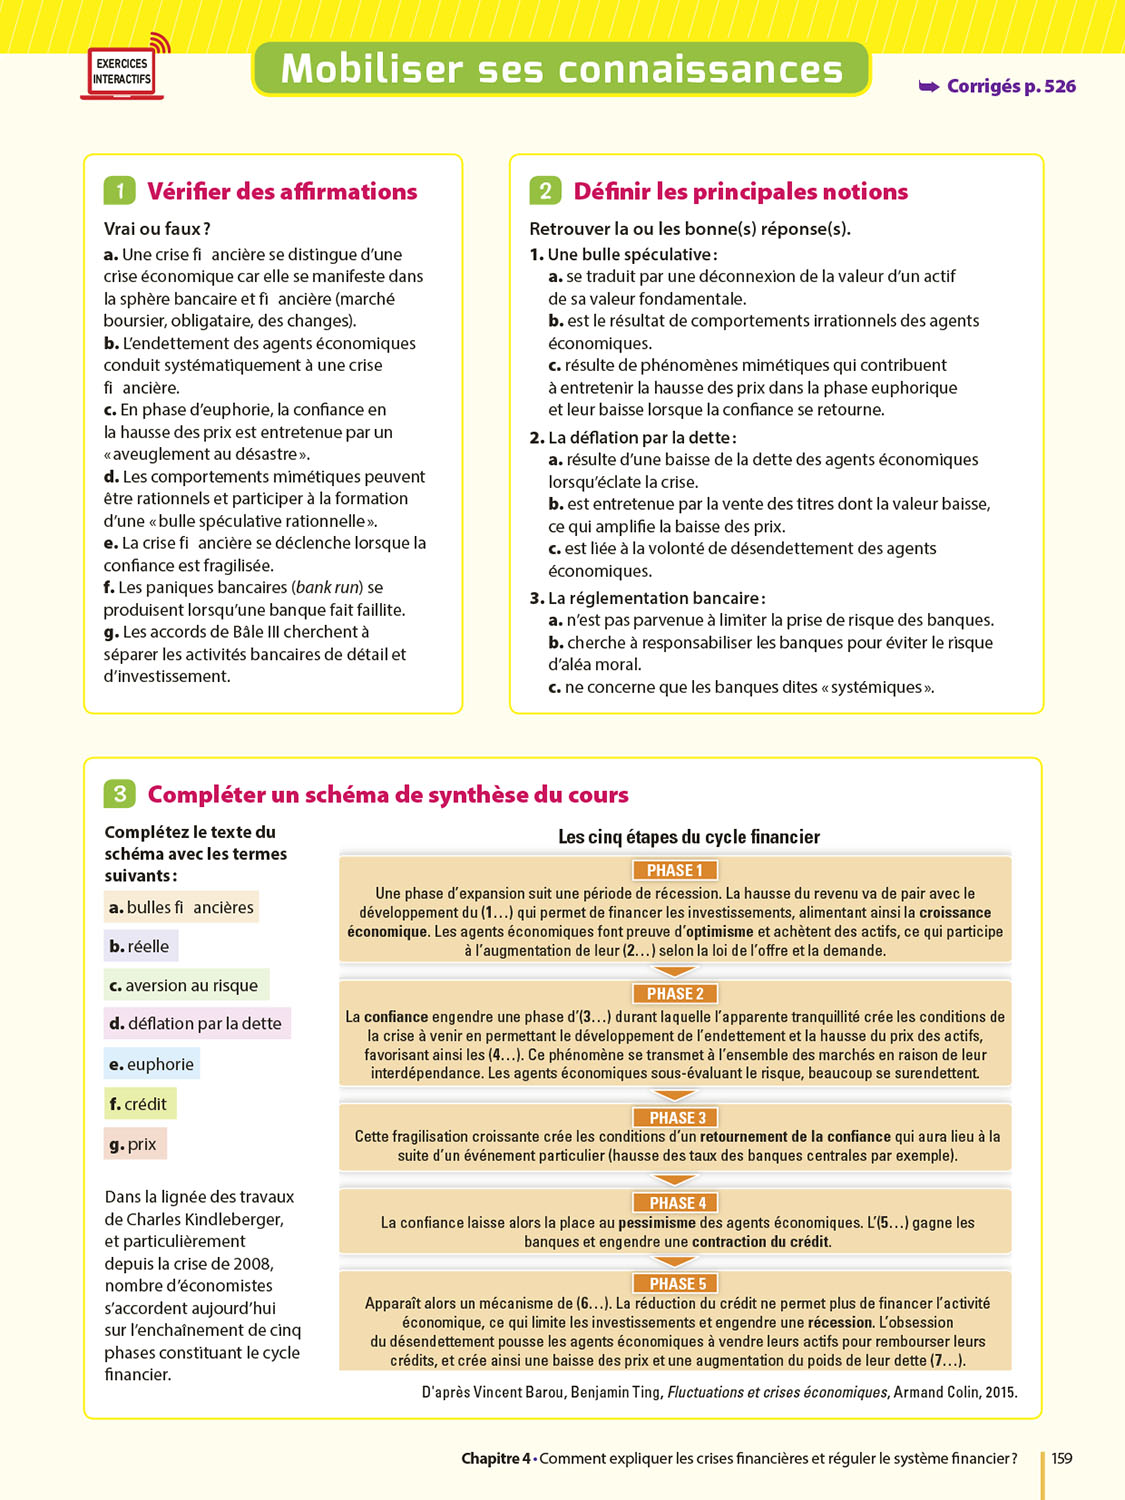 EXERCICES
INTERACTIFS
Mobiliser ses connaissances
➥ Corrigés p. 526
1 Vérifier des affirmations
Vrai ou faux ?
a. Une crise fi ancière se distingue d’une
crise économique car elle se manifeste dans
la sphère bancaire et fi ancière (marché
boursier, obligataire, des changes).
b. L’endettement des agents économiques
conduit systématiquement à une crise
fi ancière.
c. En phase d’euphorie, la confiance en
la hausse des prix est entretenue par un
« aveuglement au désastre ».
d. Les comportements mimétiques peuvent
être rationnels et participer à la formation
d’une « bulle spéculative rationnelle ».
e. La crise fi ancière se déclenche lorsque la
confiance est fragilisée.
f. Les paniques bancaires (bank run) se
produisent lorsqu’une banque fait faillite.
g. Les accords de Bâle III cherchent à
séparer les activités bancaires de détail et
d’investissement.
2 Définir les principales notions
Retrouver la ou les bonne(s) réponse(s).
1. Une bulle spéculative :
a. se traduit par une déconnexion de la valeur d’un actif
de sa valeur fondamentale.
b. est le résultat de comportements irrationnels des agents
économiques.
c. résulte de phénomènes mimétiques qui contribuent
à entretenir la hausse des prix dans la phase euphorique
et leur baisse lorsque la confiance se retourne.
2. La déflation par la dette :
a. résulte d’une baisse de la dette des agents économiques
lorsqu’éclate la crise.
b. est entretenue par la vente des titres dont la valeur baisse,
ce qui amplifie la baisse des prix.
c. est liée à la volonté de désendettement des agents
économiques.
3. La réglementation bancaire :
a. n’est pas parvenue à limiter la prise de risque des banques.
b. cherche à responsabiliser les banques pour éviter le risque
d’aléa moral.
c. ne concerne que les banques dites « systémiques ».
3 Compléter un schéma de synthèse du cours
Complétez le texte du
schéma avec les termes
suivants :
a. bulles fi ancières
b. réelle
c. aversion au risque
d. déflation par la dette
e. euphorie
f. crédit
g. prix
Dans la lignée des travaux
de Charles Kindleberger,
et particulièrement
depuis la crise de 2008,
nombre d’économistes
s’accordent aujourd’hui
sur l’enchaînement de cinq
phases constituant le cycle
financier.
Les cinq étapes du cycle financier
PHASE 1
Une phase d’expansion suit une période de récession. La hausse du revenu va de pair avec le
développement du (1…) qui permet de financer les investissements, alimentant ainsi la croissance
économique. Les agents économiques font preuve d’optimisme et achètent des actifs, ce qui participe
à l’augmentation de leur (2…) selon la loi de l’offre et la demande.
PHASE 2
La confiance engendre une phase d’(3…) durant laquelle l’apparente tranquillité crée les conditions de
la crise à venir en permettant le développement de l’endettement et la hausse du prix des actifs,
favorisant ainsi les (4…). Ce phénomène se transmet à l’ensemble des marchés en raison de leur
interdépendance. Les agents économiques sous-évaluant le risque, beaucoup se surendettent.
PHASE 3
Cette fragilisation croissante crée les conditions d’un retournement de la confiance qui aura lieu à la
suite d’un événement particulier (hausse des taux des banques centrales par exemple).
PHASE 4
La confiance laisse alors la place au pessimisme des agents économiques. L’(5…) gagne les
banques et engendre une contraction du crédit.
PHASE 5
Apparaît alors un mécanisme de (6…). La réduction du crédit ne permet plus de financer l’activité
économique, ce qui limite les investissements et engendre une récession. L’obsession
du désendettement pousse les agents économiques à vendre leurs actifs pour rembourser leurs
crédits, et crée ainsi une baisse des prix et une augmentation du poids de leur dette (7…).
D’après Vincent Barou, Benjamin Ting, Fluctuations et crises économiques, Armand Colin, 2015.
Chapitre 4 • Comment expliquer les crises financières et réguler le système financier ? 159